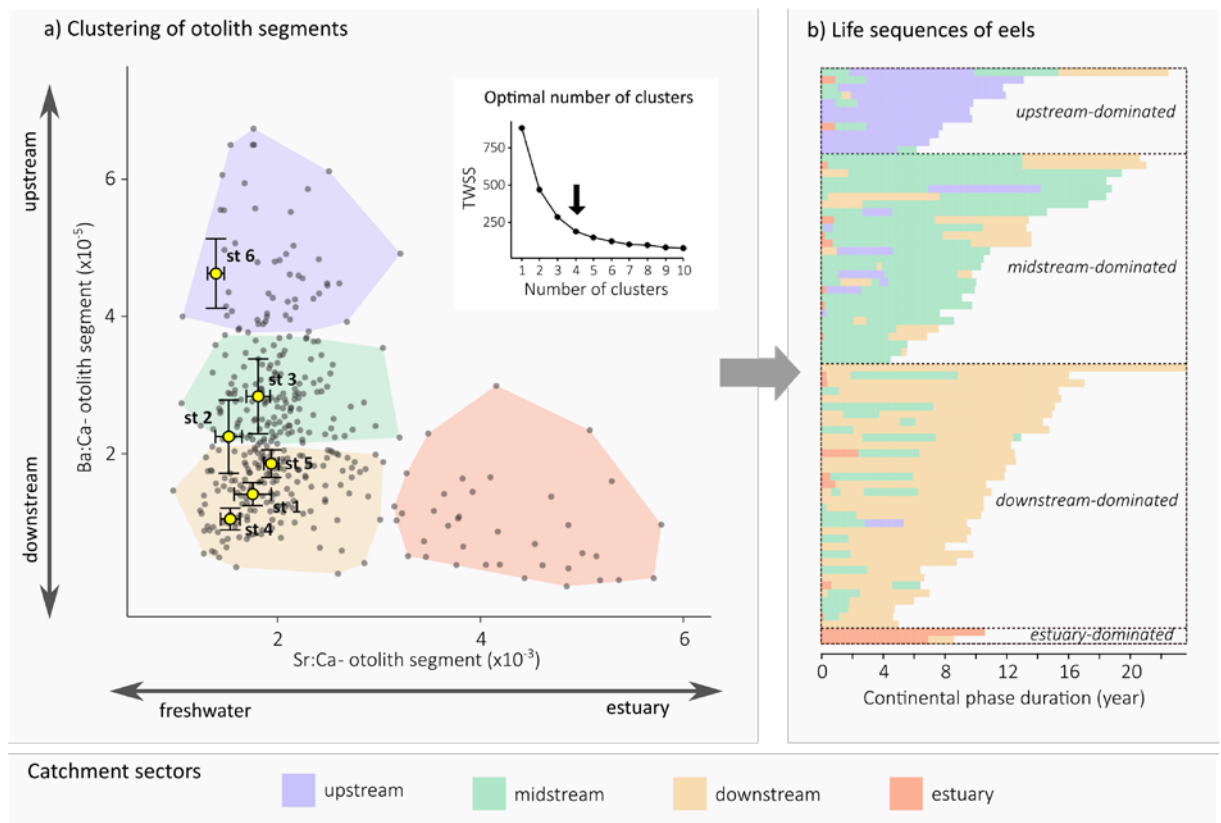 a) Clustering of otolith segments
b) Life sequences of eels
upstream
downstream
Ba:Ca- otolith segment (x10⁻⁵)
6
4
2
st 6
st 3
st 2
st 5
st 1
st 4
Optimal number of clusters
TWSS
750
500
250
1 2 3 4 5 6 7 8 9 10
Number of clusters
2 4 6
Sr:Ca- otolith segment (x10⁻³)
freshwater estuary
upstream-dominated
midstream-dominated
downstream-dominated
estuary-dominated
0 4 8 12 16 20
Continental phase duration (year)
Catchment sectors
upstream midstream downstream estuary